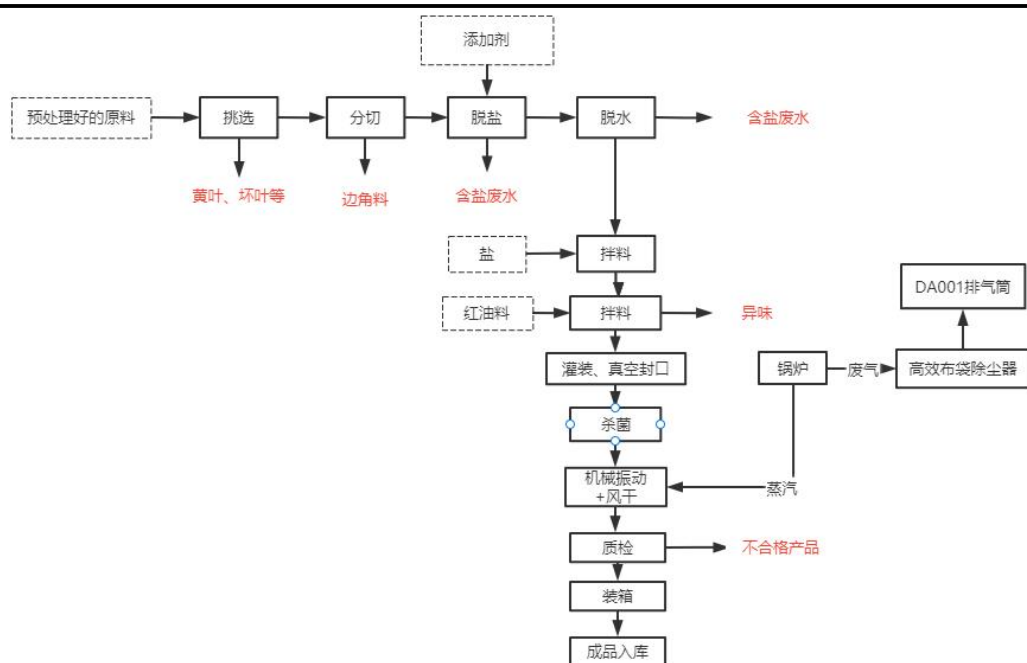 添加剂
预处理好的原料
挑选
分切
脱盐
脱水
含盐废水
黄叶、坏叶等
边角料
含盐废水
盐
拌料
DA001排气筒
红油料
拌料
异味
灌装、真空封口
锅炉
废气
高效布袋除尘器
杀菌
机械振动
+风干
蒸汽
质检
不合格产品
装箱
成品入库